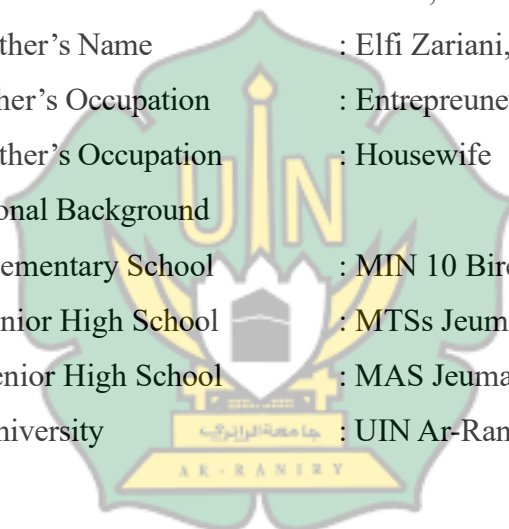 ther's Name : Elfi Zariani,
her's Occupation : Entrepreune
ther's Occupation : Housewife
onal Background
UIN
ementary School : MIN 10 Bire
nior High School : MTSs Jeum
enior High School : MAS Jeuma
niversity : UIN Ar-Ran
جامعة الرانري
AR-RANIRY